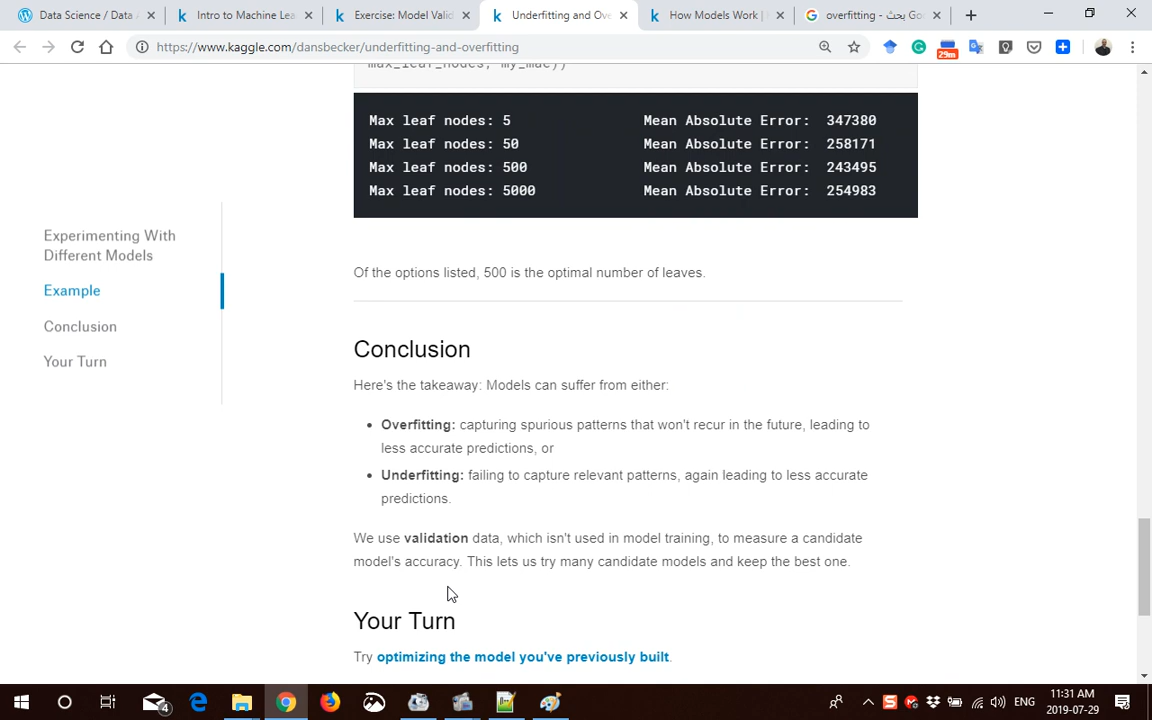 Data Science / Data A
Intro to Machine Lea
Exercise: Model Valid
Underfitting and Ove
How Models Work |
overfitting - بحث Goo
https://www.kaggle.com/dansbecker/underfitting-and-overfitting
29m
max_leaf_nodes, my_mae))
Max leaf nodes: 5 Mean Absolute Error: 347380
Max leaf nodes: 50 Mean Absolute Error: 258171
Max leaf nodes: 500 Mean Absolute Error: 243495
Max leaf nodes: 5000 Mean Absolute Error: 254983
Experimenting With
Different Models
Example
Conclusion
Your Turn
Of the options listed, 500 is the optimal number of leaves.
Conclusion
Here's the takeaway: Models can suffer from either:
Overfitting: capturing spurious patterns that won't recur in the future, leading to
less accurate predictions, or
Underfitting: failing to capture relevant patterns, again leading to less accurate
predictions.
We use validation data, which isn't used in model training, to measure a candidate
model's accuracy. This lets us try many candidate models and keep the best one.
Your Turn
Try optimizing the model you've previously built.
4
ENG
11:31 AM
2019-07-29